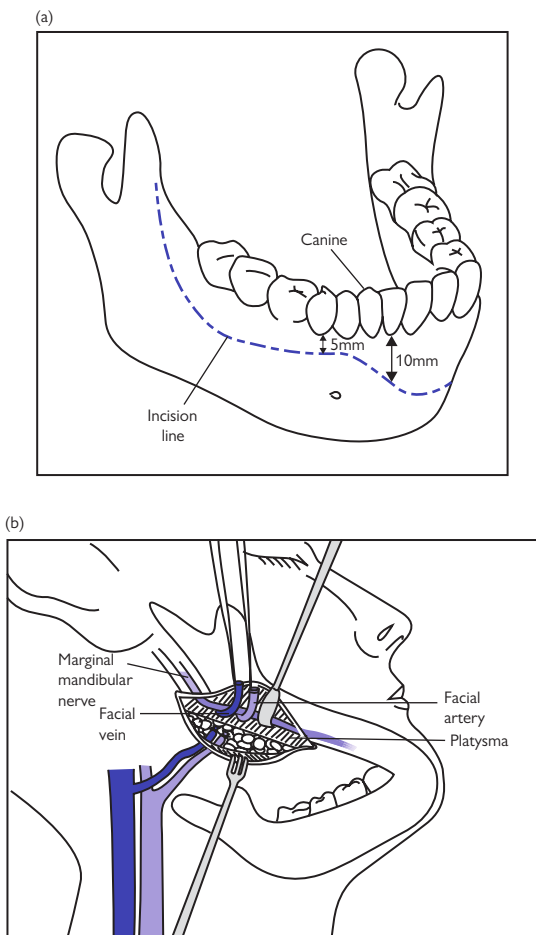 (a)
Canine
5mm
10mm
Incision
line
(b)
Marginal
mandibular
nerve
Facial
vein
Facial
artery
Platysma